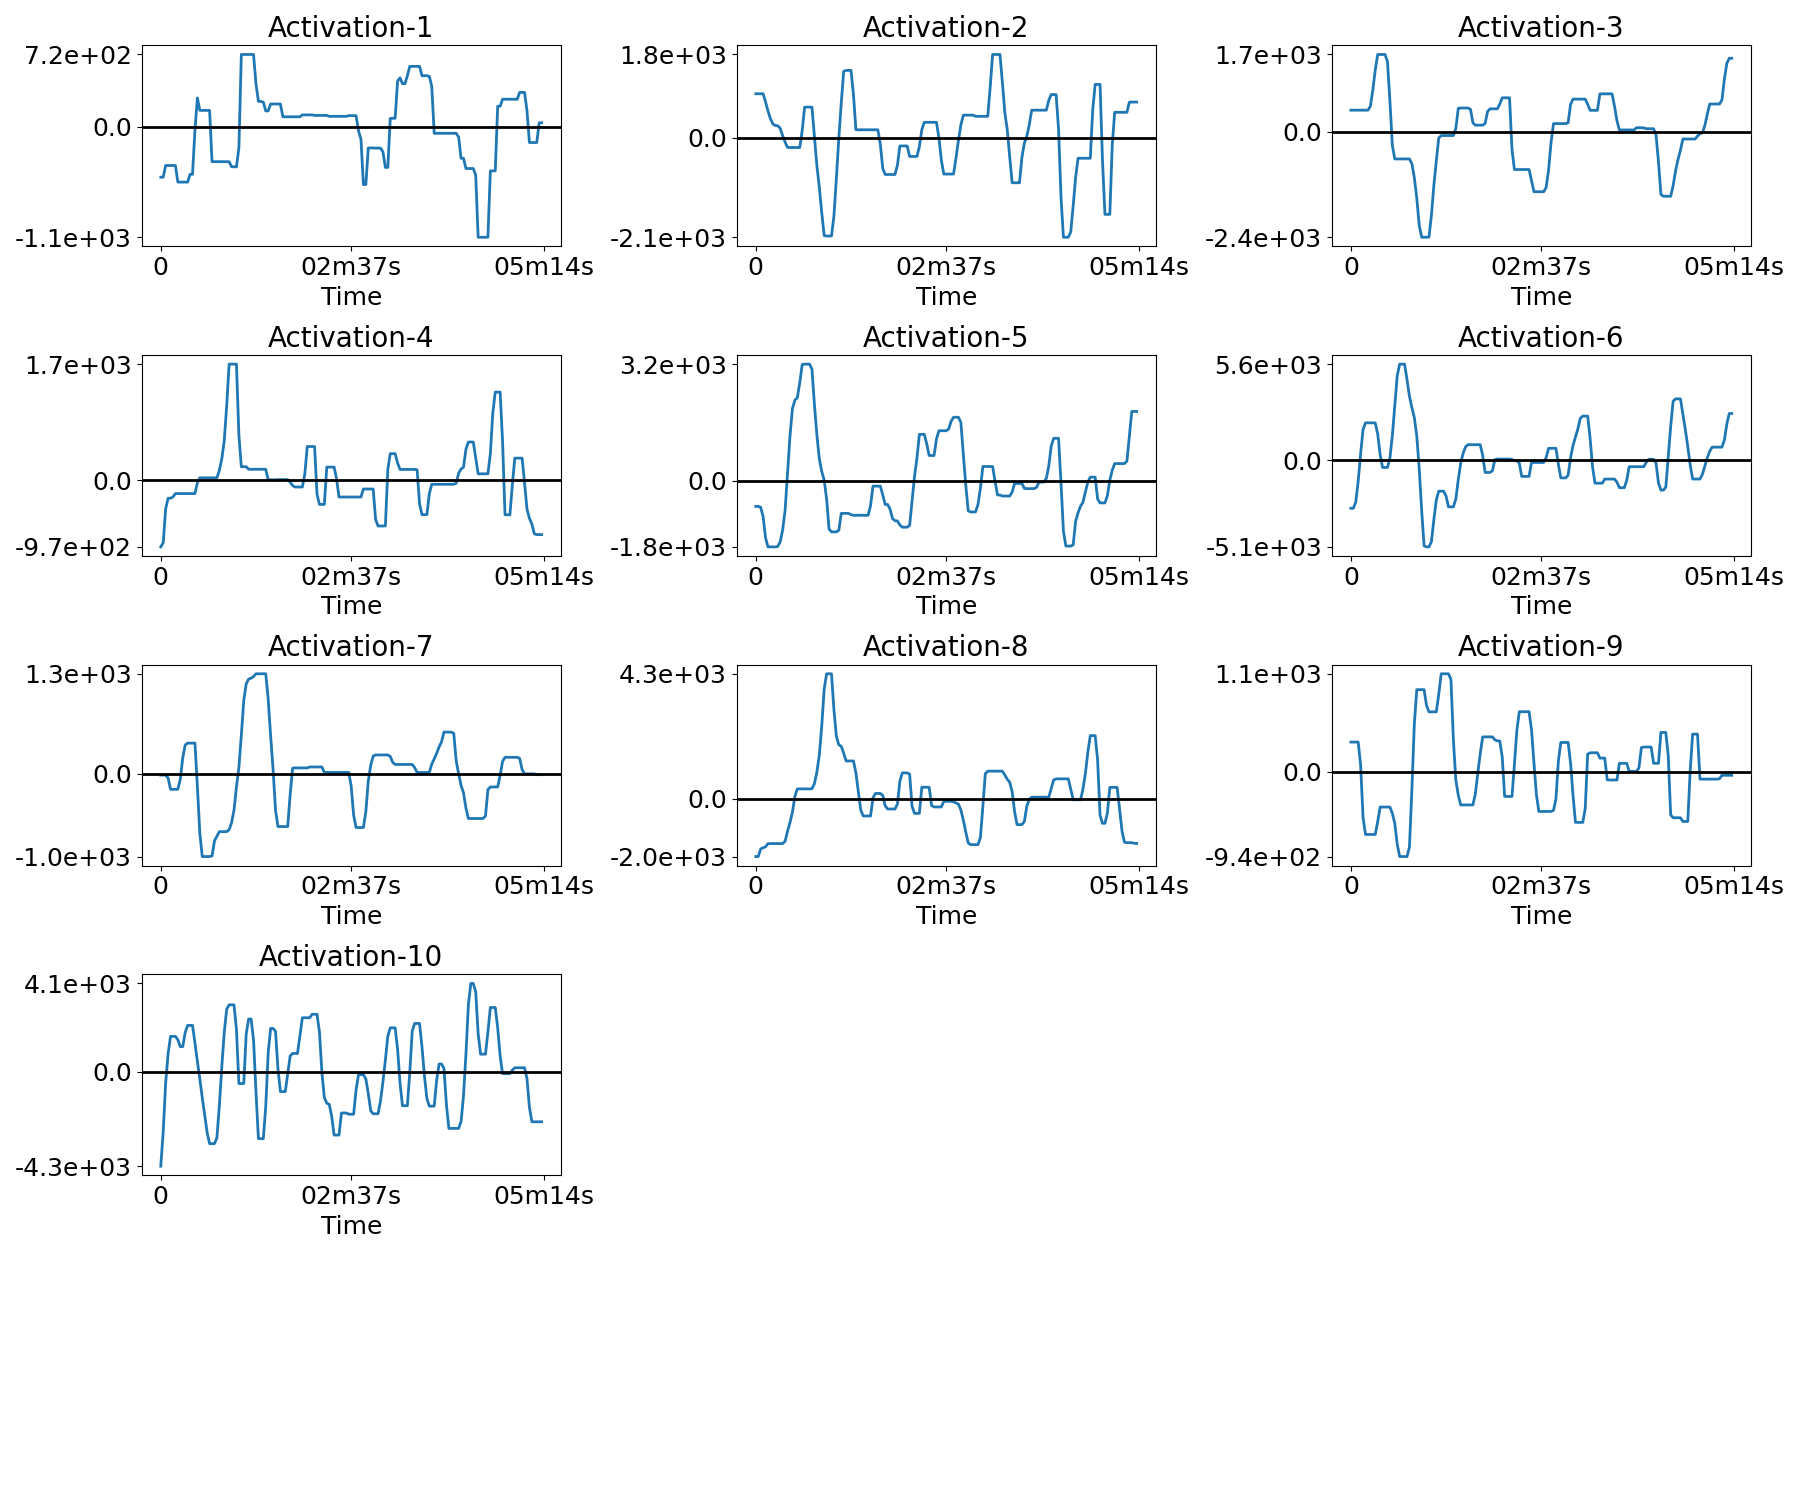 Activation-1
7.2e+02
0.0
-1.1e+03
0 02m37s 05m14s
Time
Activation-2
1.8e+03
0.0
-2.1e+03
0 02m37s 05m14s
Time
Activation-3
1.7e+03
0.0
-2.4e+03
0 02m37s 05m14s
Time
Activation-4
1.7e+03
0.0
-9.7e+02
0 02m37s 05m14s
Time
Activation-5
3.2e+03
0.0
-1.8e+03
0 02m37s 05m14s
Time
Activation-6
5.6e+03
0.0
-5.1e+03
0 02m37s 05m14s
Time
Activation-7
1.3e+03
0.0
-1.0e+03
0 02m37s 05m14s
Time
Activation-8
4.3e+03
0.0
-2.0e+03
0 02m37s 05m14s
Time
Activation-9
1.1e+03
0.0
-9.4e+02
0 02m37s 05m14s
Time
Activation-10
4.1e+03
0.0
-4.3e+03
0 02m37s 05m14s
Time